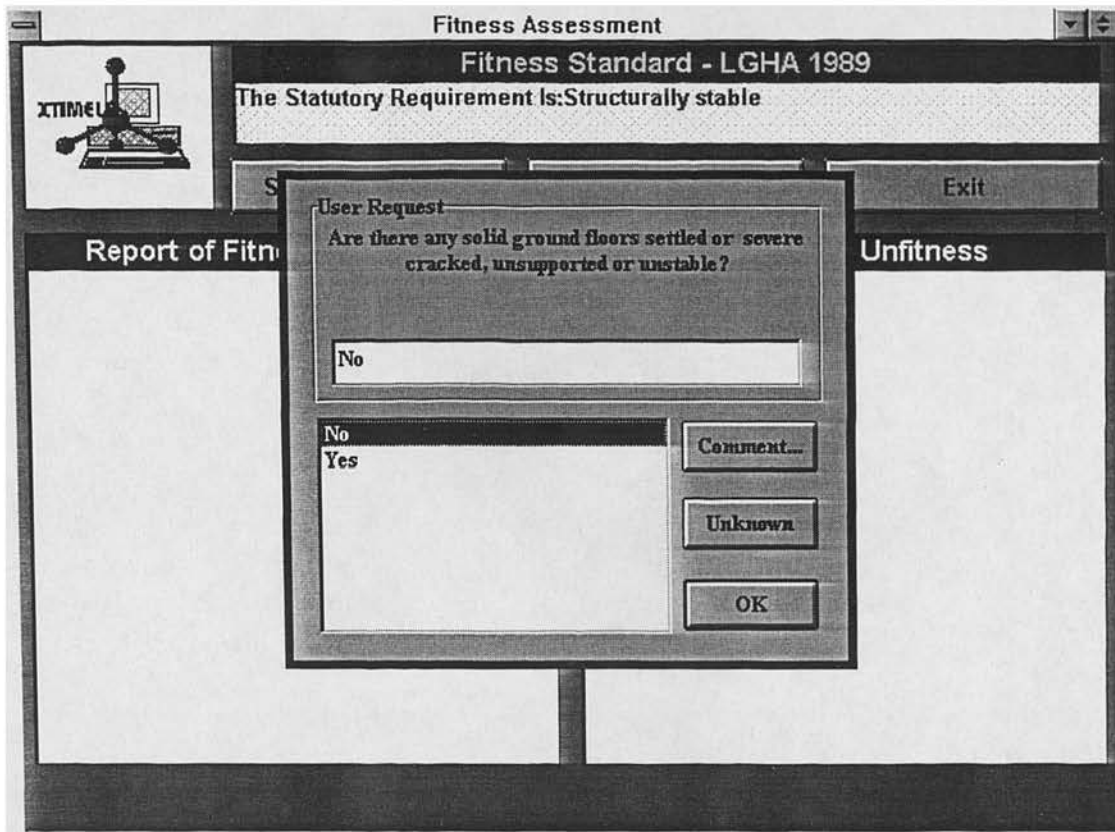 Fitness Assessment
Fitness Standard - LGHA 1989
XTIMEL
The Statutory Requirement Is:Structurally stable
S
Exit
Report of Fitn
Unfitness
User Request
Are there any solid ground floors settled or severe
cracked, unsupported or unstable?
No
No
Yes
Comment...
Unknown
OK